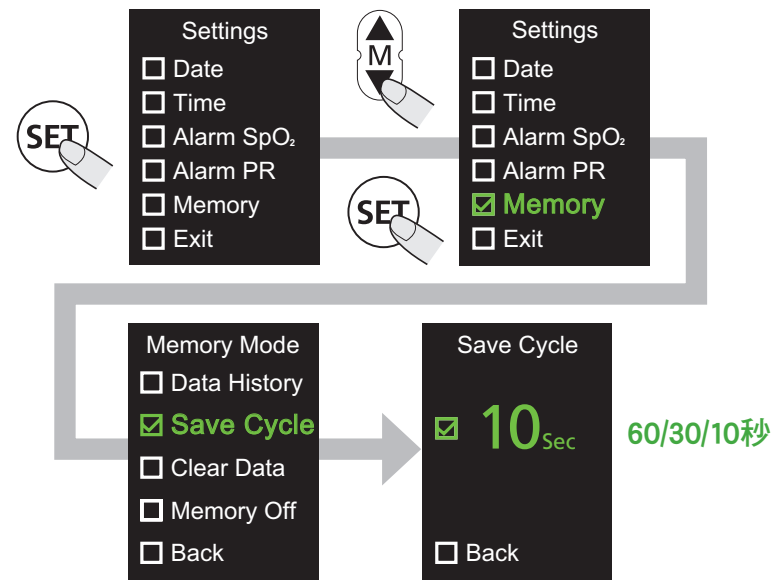 SET
Settings
Date
Time
Alarm SpO₂
Alarm PR
Memory
Exit
M
SET
Settings
Date
Time
Alarm SpO₂
Alarm PR
Memory
Exit
Memory Mode
Data History
Save Cycle
Clear Data
Memory Off
Back
Save Cycle
10Sec
Back
60/30/10秒